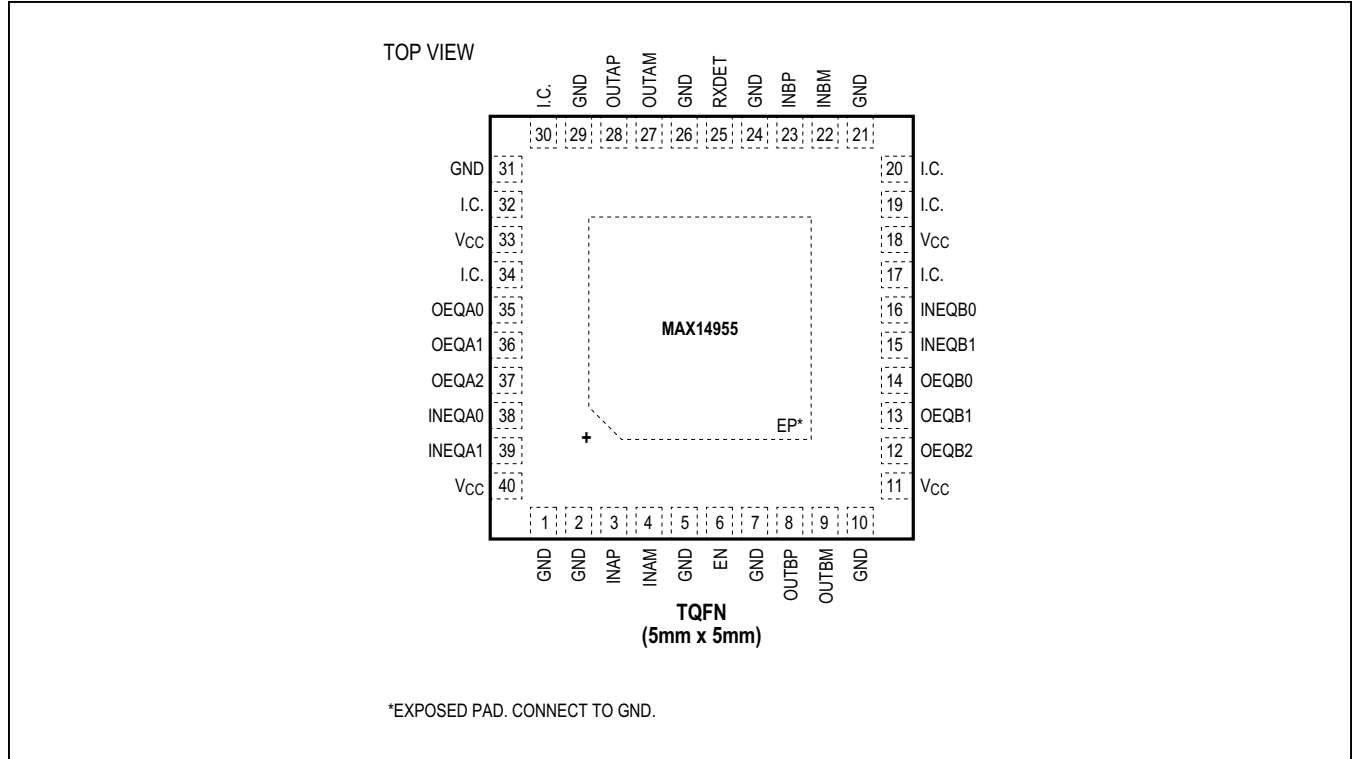 TOP VIEW
I.C. GND OUTAP OUTAM GND RXDET GND INBP INBM GND
30 29 28 27 26 25 24 23 22 21
GND 31 20 I.C.
I.C. 32 19 I.C.
VCC 33 18 VCC
I.C. 34 17 I.C.
OEQA0 35 16 INEQB0
OEQA1 36 15 INEQB1
MAX14955
OEQA2 37 14 OEQB0
INEQA0 38 13 OEQB1
EP*
+
INEQA1 39 12 OEQB2
VCC 40 11 VCC
1 2 3 4 5 6 7 8 9 10
GND GND INAP INAM GND EN GND OUTBP OUTBM GND
TQFN
(5mm x 5mm)
*EXPOSED PAD. CONNECT TO GND.